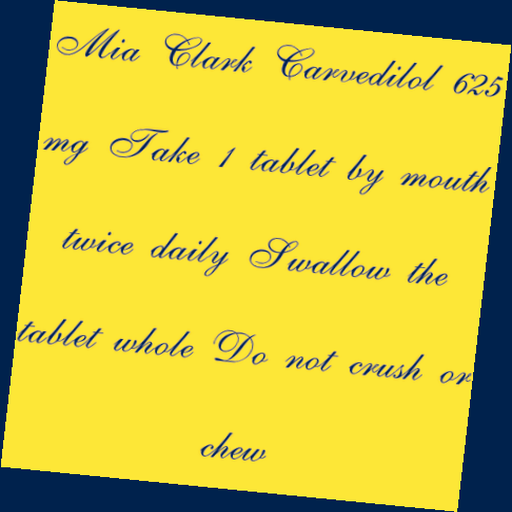 Mia Clark Carvedilol 625
mg Take 1 tablet by mouth
twice daily Swallow the
tablet whole Do not crush or
chew